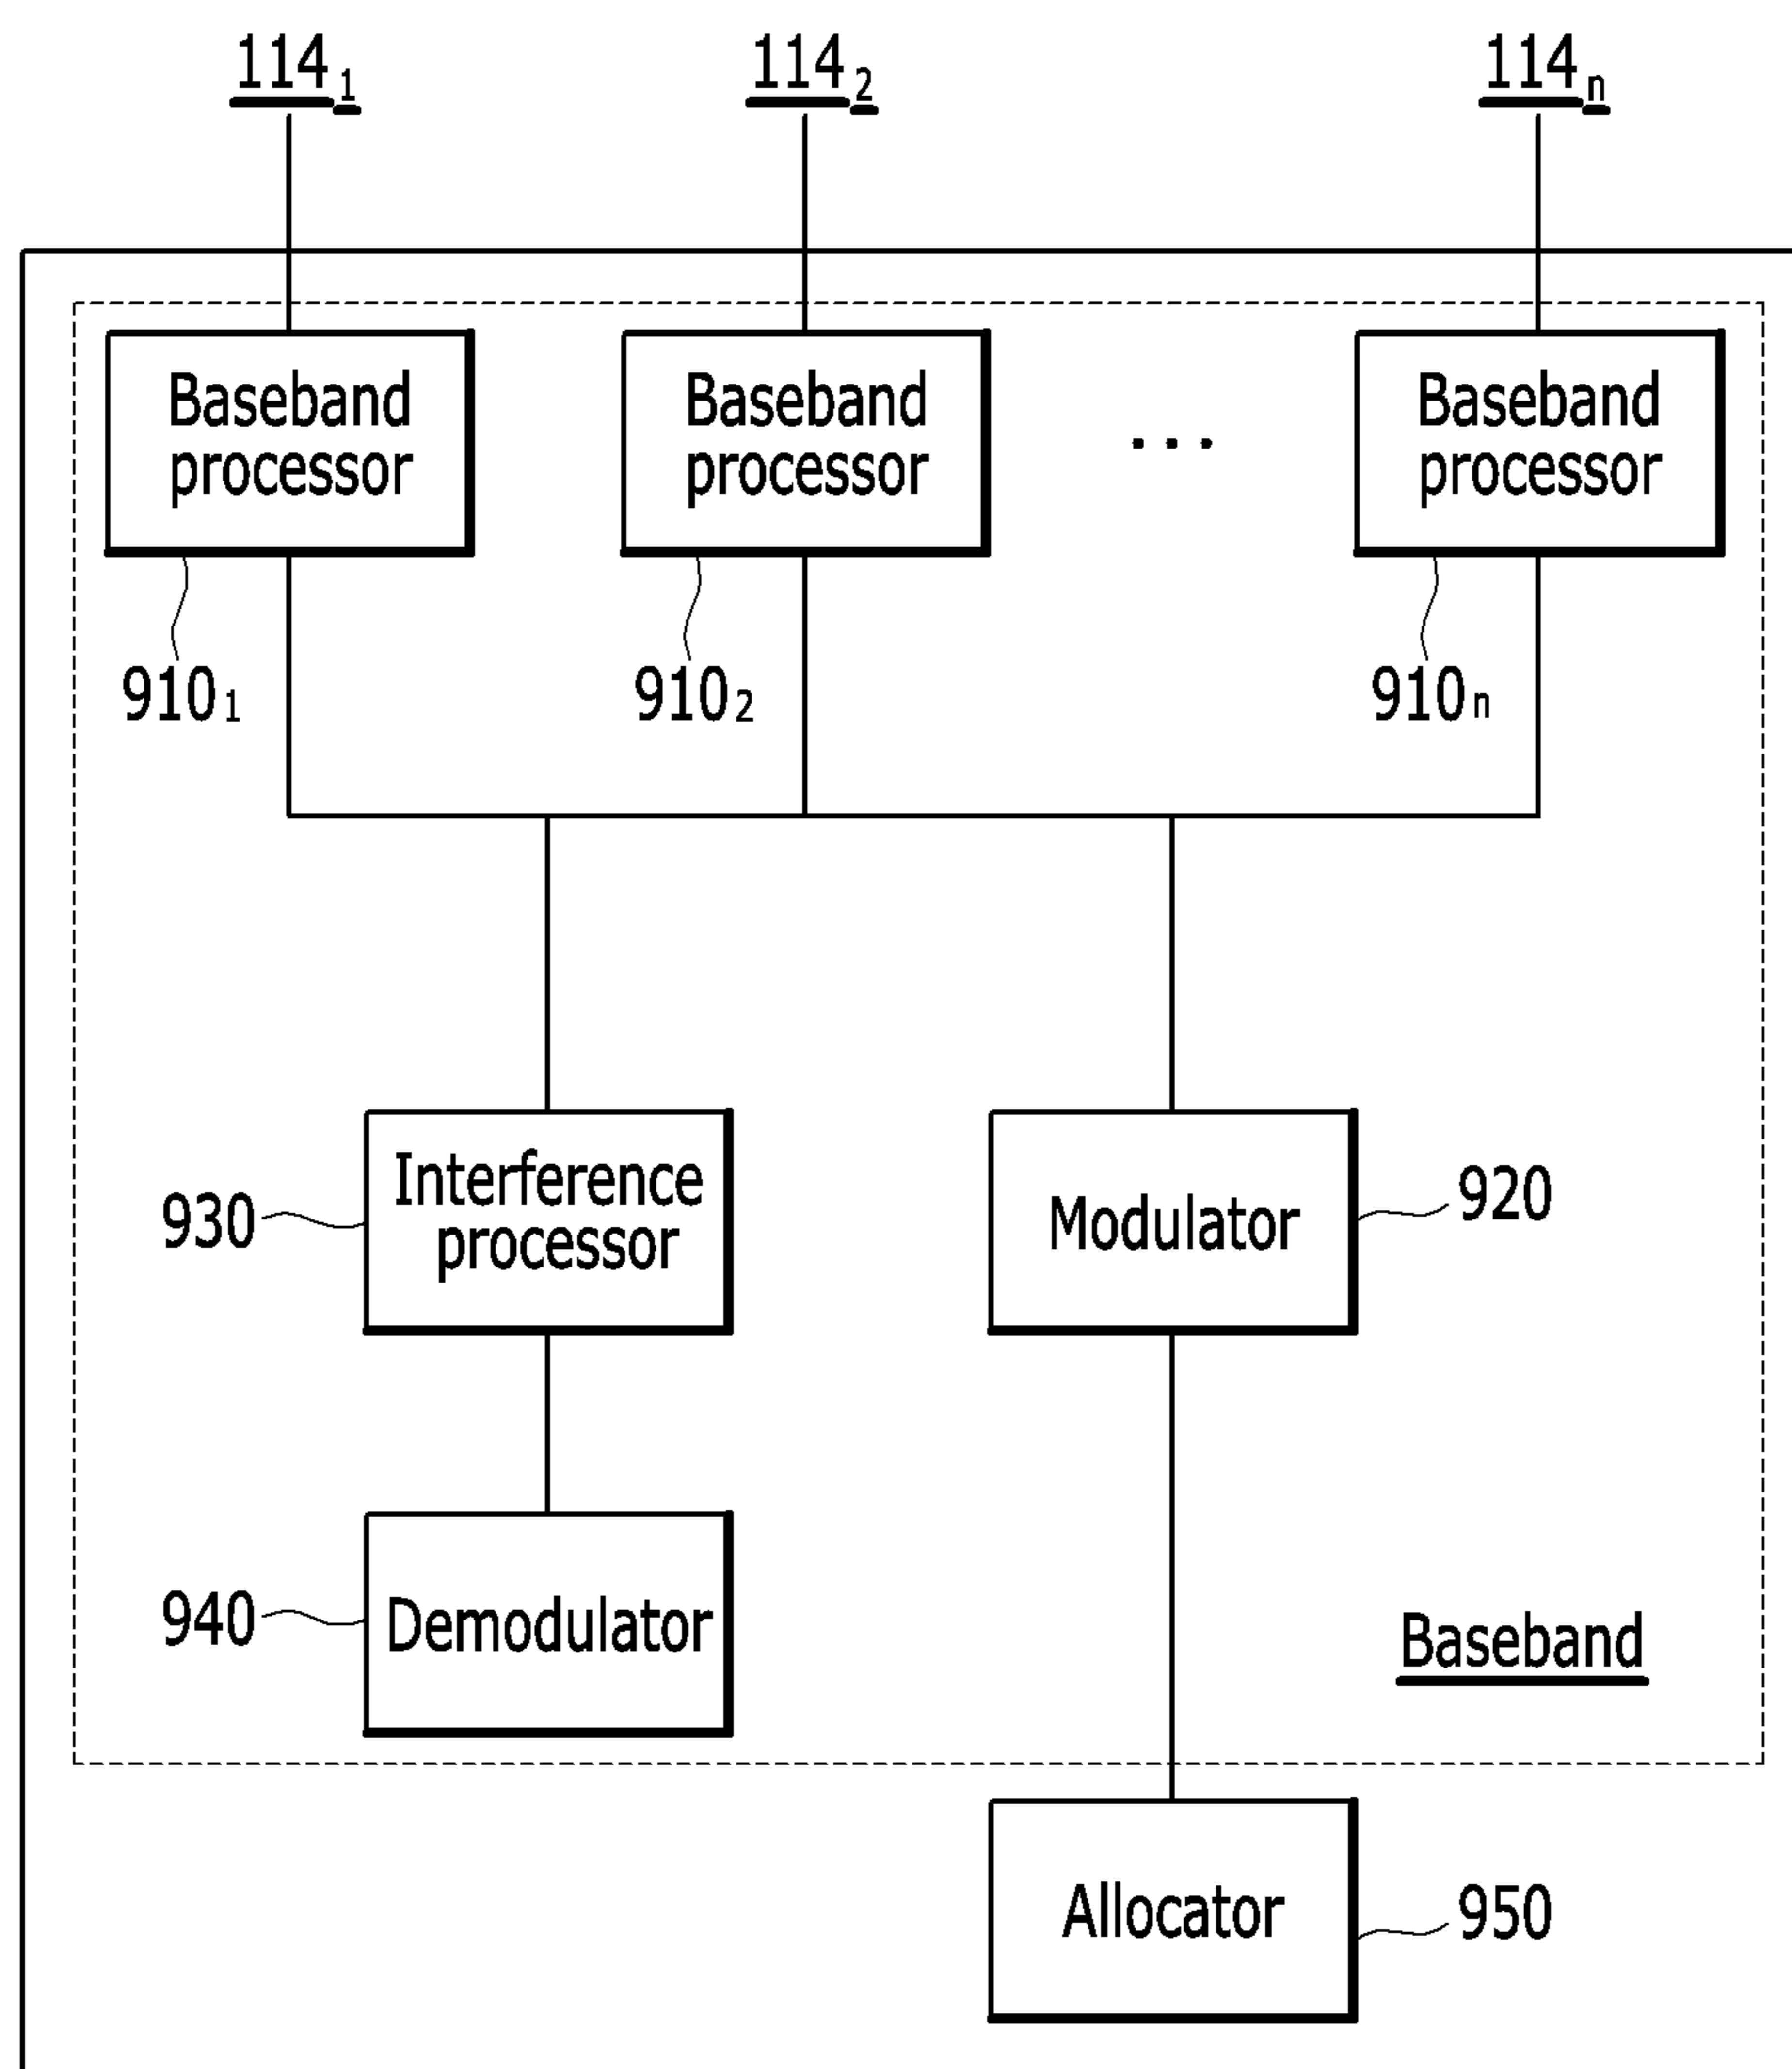 114₁ 114₂ 114ₙ
Baseband processor
Baseband processor
...
Baseband processor
910₁ 910₂ 910ₙ
Interference processor
930
Modulator
920
Demodulator
940
Baseband
Allocator
950